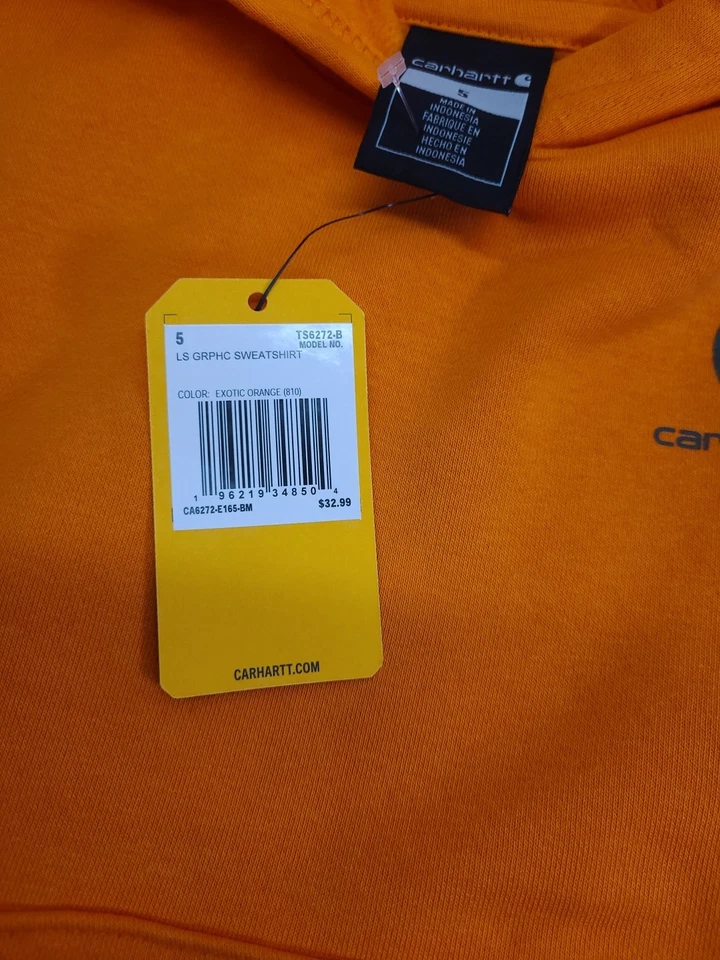 carhartt
5
MADE IN
INDONESIA
FABRIQUE EN
INDONESIE
HECHO EN
INDONESIA
5
TS6272-B
MODEL NO.
LS GRPHC SWEATSHIRT
COLOR: EXOTIC ORANGE (810)
1 96219 34850 4
CA6272-E165-BM $32.99
CARHARTT.COM
car